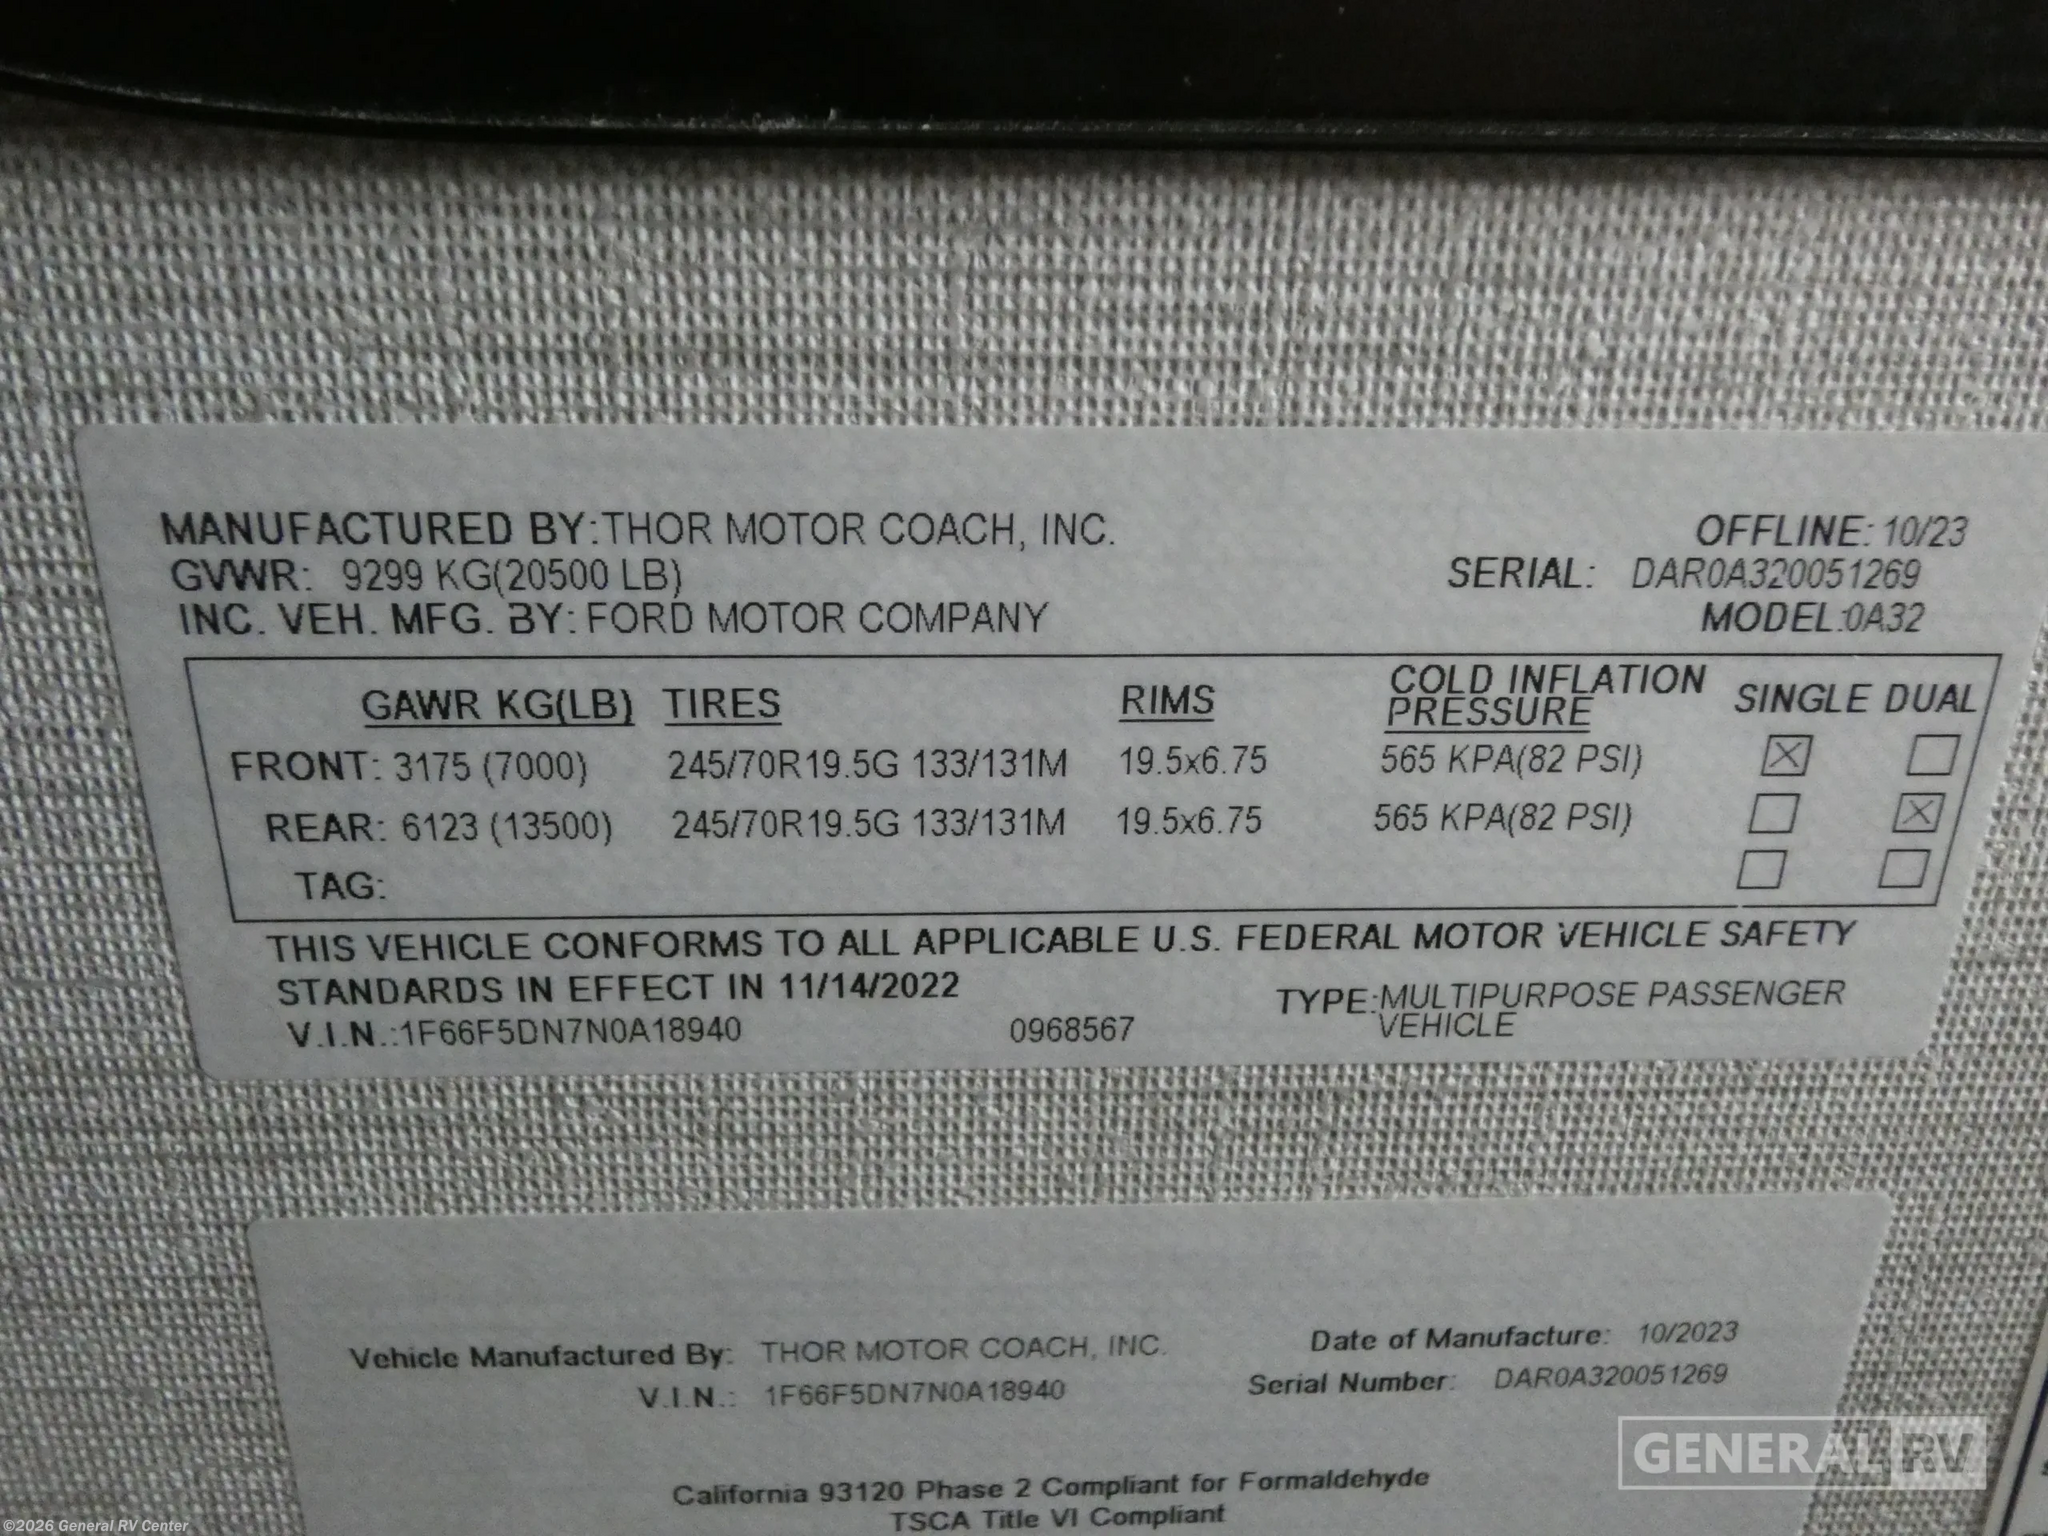 MANUFACTURED BY: THOR MOTOR COACH, INC. OFFLINE: 10/23
GVWR: 9299 KG(20500 LB) SERIAL: DAR0A320051269
INC. VEH. MFG. BY: FORD MOTOR COMPANY MODEL:0A32
GAWR KG(LB) TIRES RIMS COLD INFLATION PRESSURE SINGLE DUAL
FRONT: 3175 (7000) 245/70R19.5G 133/131M 19.5x6.75 565 KPA(82 PSI)
REAR: 6123 (13500) 245/70R19.5G 133/131M 19.5x6.75 565 KPA(82 PSI)
TAG:
THIS VEHICLE CONFORMS TO ALL APPLICABLE U.S. FEDERAL MOTOR VEHICLE SAFETY
STANDARDS IN EFFECT IN 11/14/2022
TYPE:MULTIPURPOSE PASSENGER VEHICLE
V.I.N.:1F66F5DN7N0A18940 0968567
Vehicle Manufactured By: THOR MOTOR COACH, INC. Date of Manufacture: 10/2023
V.I.N.: 1F66F5DN7N0A18940 Serial Number: DAR0A320051269
California 93120 Phase 2 Compliant for Formaldehyde
TSCA Title VI Compliant
GENERAL RV
©2026 General RV Center